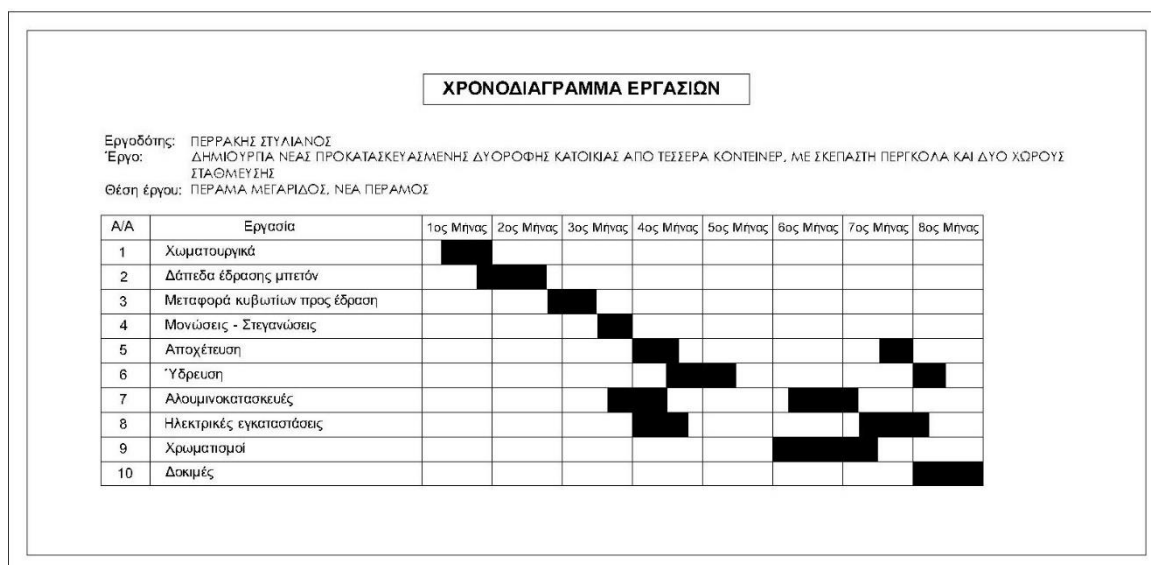 ΧΡΟΝΟΔΙΑΓΡΑΜΜΑ ΕΡΓΑΣΙΩΝ
Εργοδότης: ΠΕΡΡΑΚΗΣ ΣΤΥΛΙΑΝΟΣ
Έργο: ΔΗΜΙΟΥΡΓΙΑ ΝΕΑΣ ΠΡΟΚΑΤΑΣΚΕΥΑΣΜΕΝΗΣ ΔΥΟΡΟΦΗΣ ΚΑΤΟΙΚΙΑΣ ΑΠΟ ΤΕΣΣΕΡΑ ΚΟΝΤΕΙΝΕΡ, ΜΕ ΣΚΕΠΑΣΤΗ ΠΕΡΓΚΟΛΑ ΚΑΙ ΔΥΟ ΧΩΡΟΥΣ
ΣΤΑΘΜΕΥΣΗΣ
Θέση έργου: ΠΕΡΑΜΑ ΜΕΓΑΡΙΔΟΣ, ΝΕΑ ΠΕΡΑΜΟΣ
Α/Α Εργασία 1ος Μήνας 2ος Μήνας 3ος Μήνας 4ος Μήνας 5ος Μήνας 6ος Μήνας 7ος Μήνας 8ος Μήνας
1 Χωματουργικά
2 Δάπεδα έδρασης μπετόν
3 Μεταφορά κυβωτίων προς έδραση
4 Μονώσεις - Στεγανώσεις
5 Αποχέτευση
6 Ύδρευση
7 Αλουμινοκατασκευές
8 Ηλεκτρικές εγκαταστάσεις
9 Χρωματισμοί
10 Δοκιμές